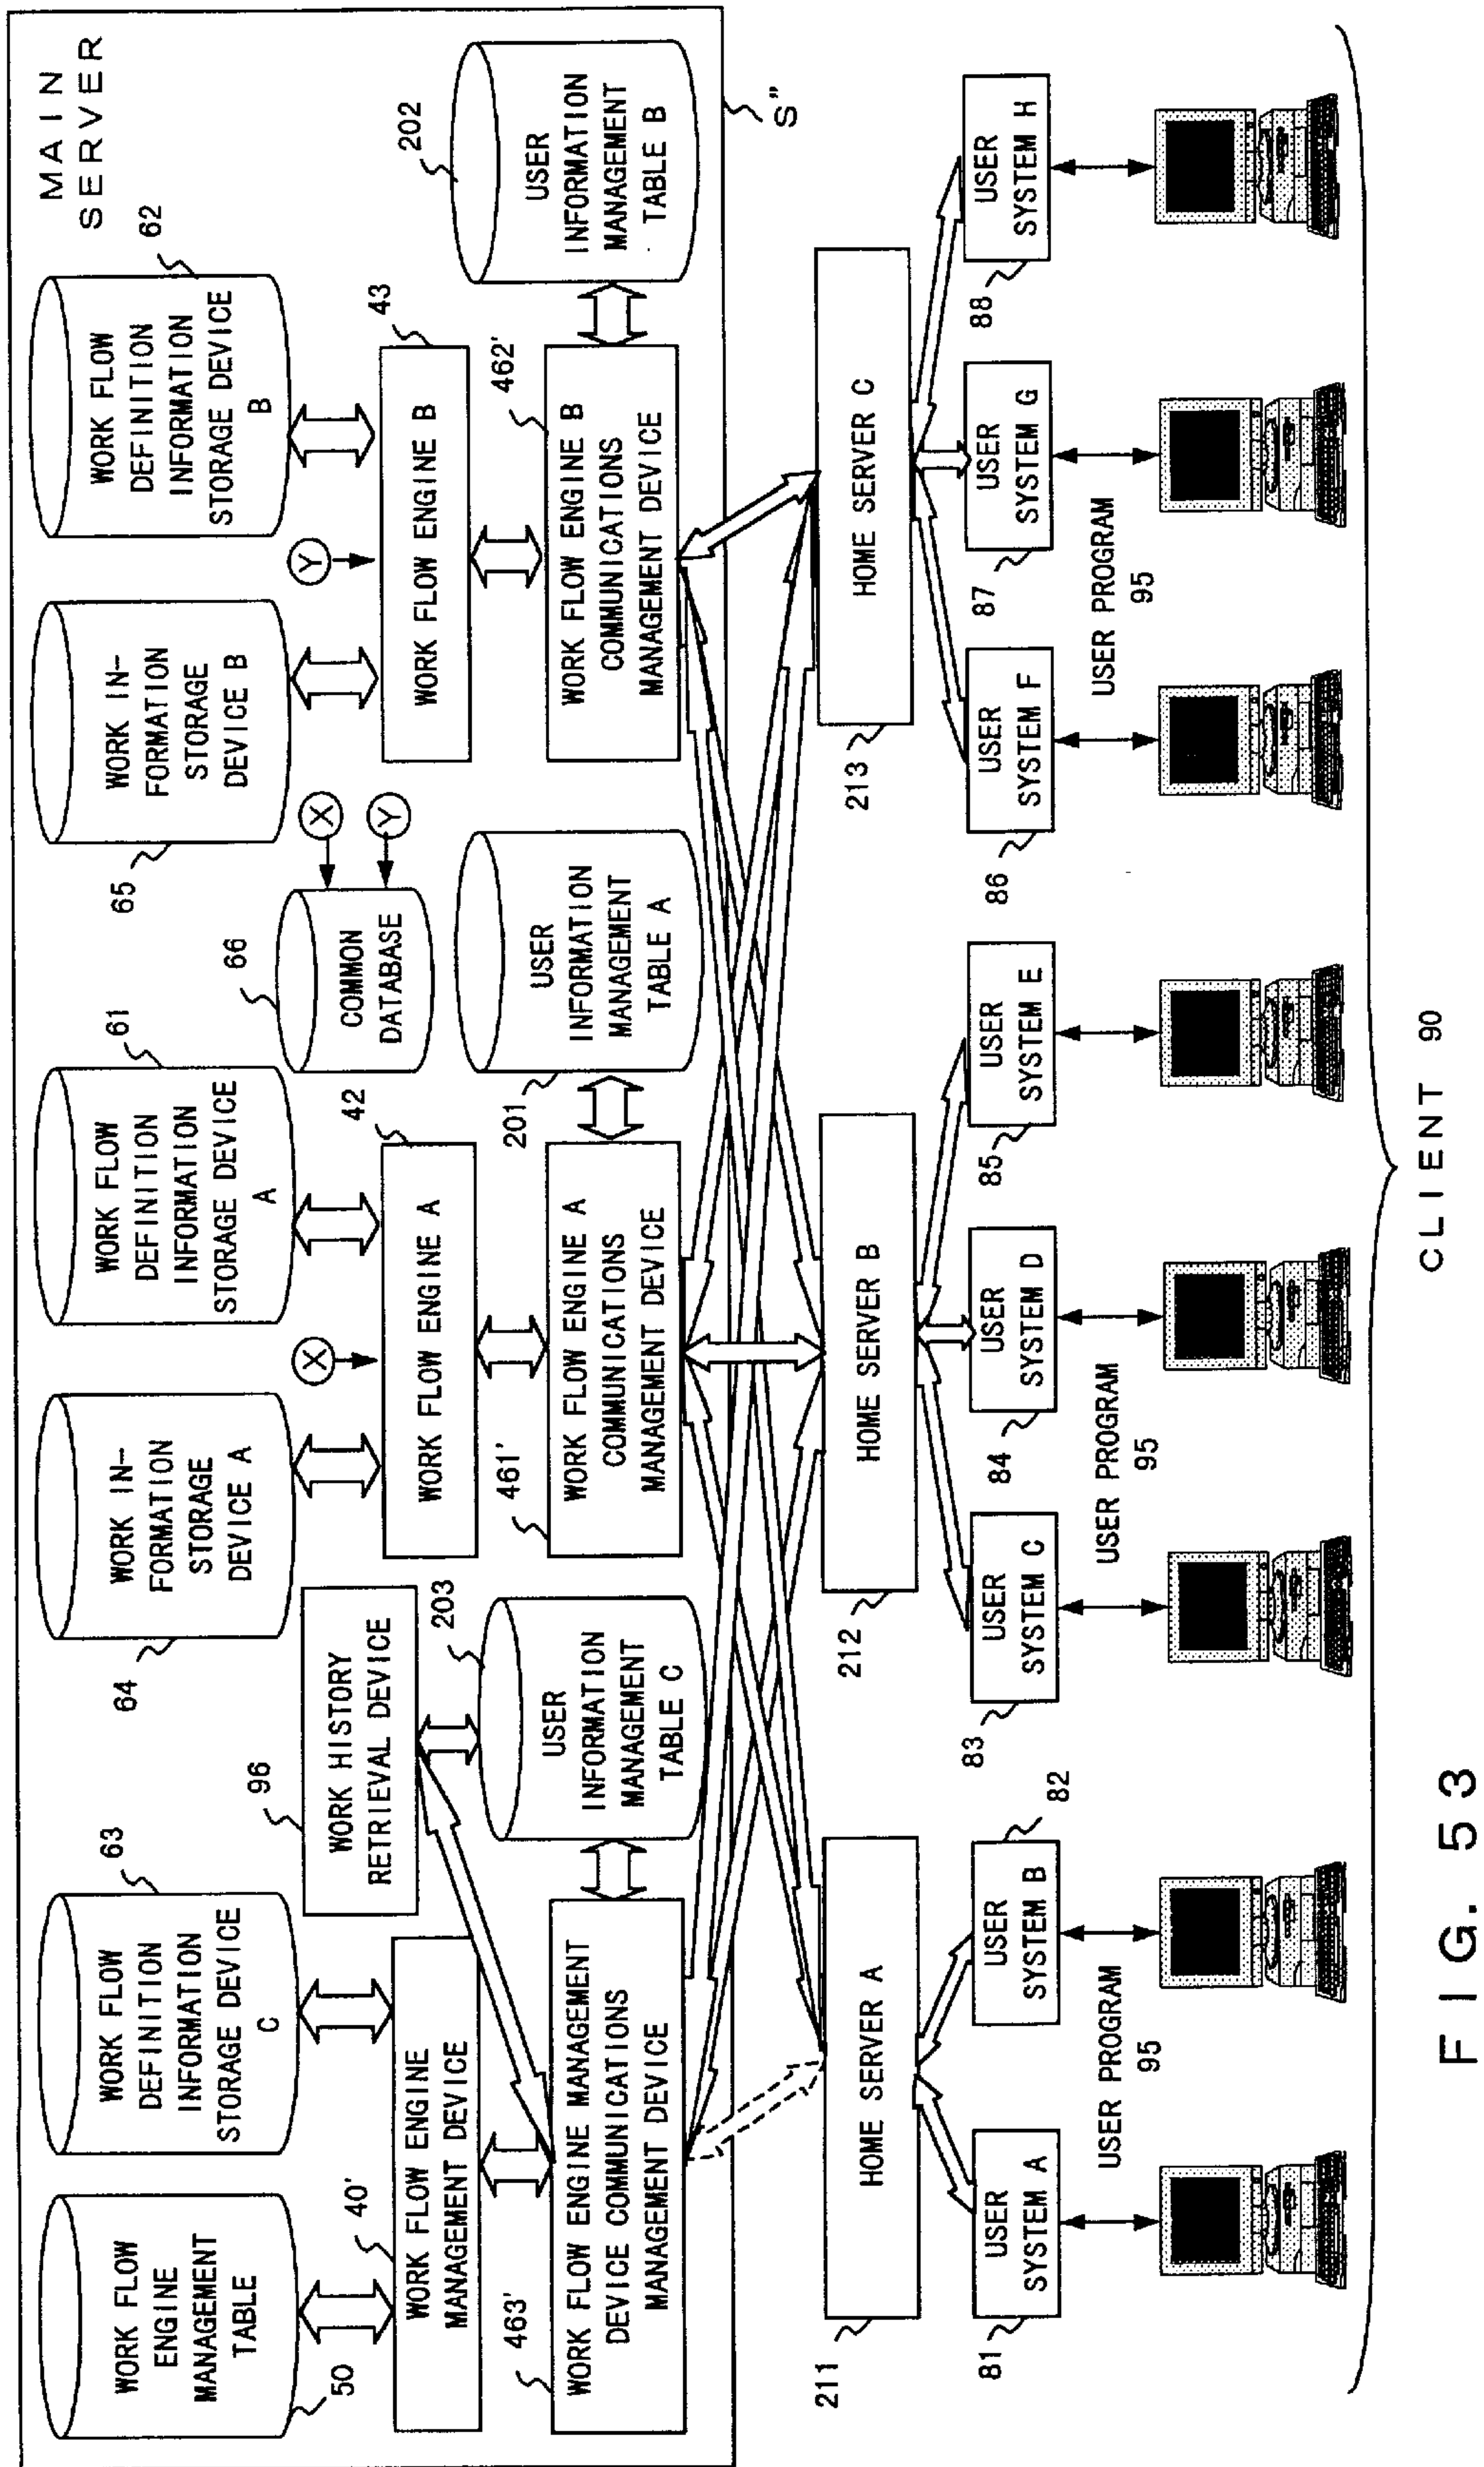 MAIN
SERVER
WORK FLOW
ENGINE
MANAGEMENT
TABLE
50
WORK FLOW
DEFINITION
INFORMATION
STORAGE DEVICE
C
63
WORK IN-
FORMATION
STORAGE
DEVICE A
64
WORK FLOW
DEFINITION
INFORMATION
STORAGE DEVICE
A
61
WORK IN-
FORMATION
STORAGE
DEVICE B
65
WORK FLOW
DEFINITION
INFORMATION
STORAGE DEVICE
B
62
40'
WORK FLOW ENGINE
MANAGEMENT DEVICE
96
WORK HISTORY
RETRIEVAL DEVICE
X
42
WORK FLOW ENGINE A
66
COMMON
DATABASE
X
Y
Y
43
WORK FLOW ENGINE B
463'
WORK FLOW ENGINE MANAGEMENT
DEVICE COMMUNICATIONS
MANAGEMENT DEVICE
203
USER
INFORMATION
MANAGEMENT
TABLE C
461'
WORK FLOW ENGINE A
COMMUNICATIONS
MANAGEMENT DEVICE
201
USER
INFORMATION
MANAGEMENT
TABLE A
462'
WORK FLOW ENGINE B
COMMUNICATIONS
MANAGEMENT DEVICE
202
USER
INFORMATION
MANAGEMENT
TABLE B
S"
211
HOME SERVER A
212
HOME SERVER B
213
HOME SERVER C
81
USER
SYSTEM A
82
USER
SYSTEM B
83
USER
SYSTEM C
84
USER
SYSTEM D
85
USER
SYSTEM E
86
USER
SYSTEM F
87
USER
SYSTEM G
88
USER
SYSTEM H
USER PROGRAM
95
USER PROGRAM
95
USER PROGRAM
95
CLIENT 90
FIG. 53